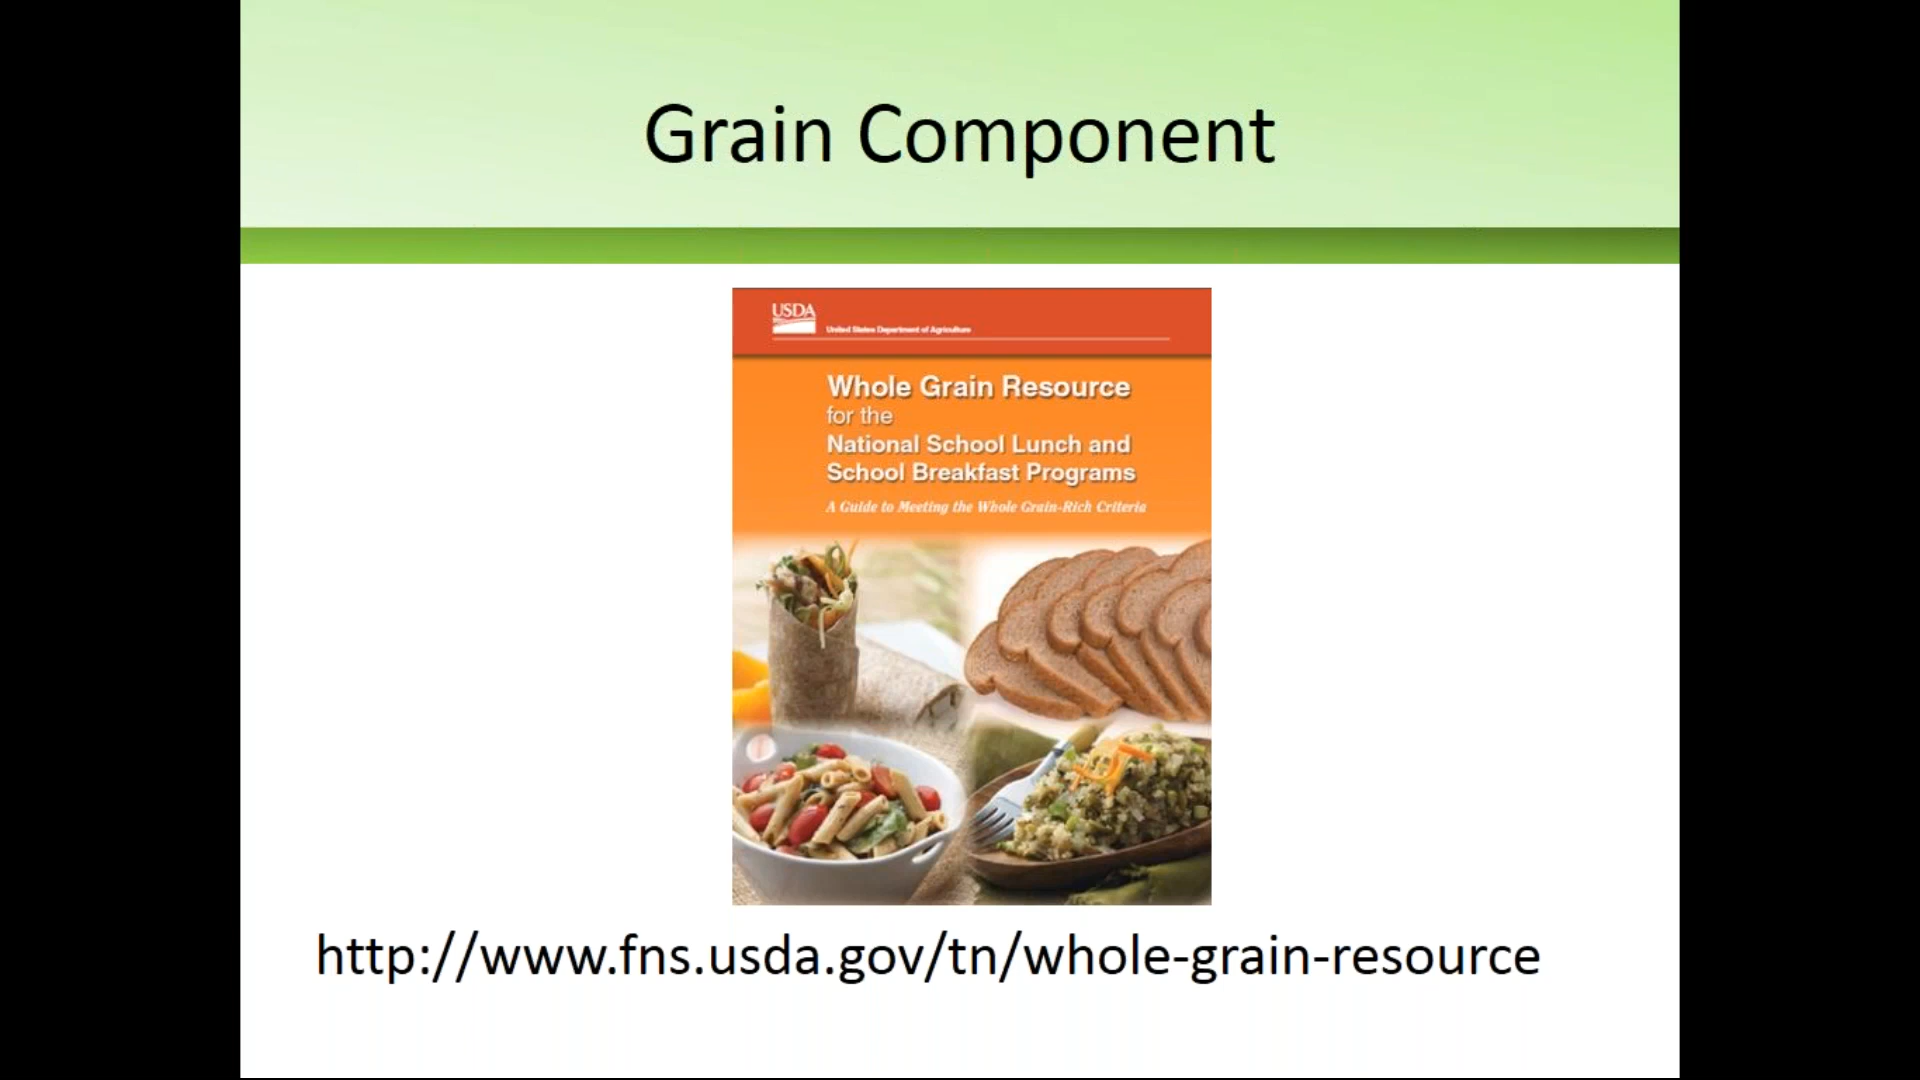 Grain Component
USDA
United States Department of Agriculture
Whole Grain Resource
for the
National School Lunch and
School Breakfast Programs
A Guide to Meeting the Whole Grain-Rich Criteria
http://www.fns.usda.gov/tn/whole-grain-resource